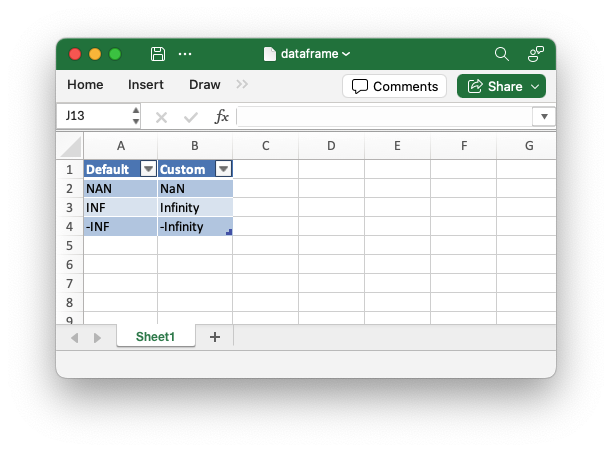 dataframe
Home Insert Draw Comments Share
J13 fx
A B C D E F G
1 Default Custom
2 NAN NaN
3 INF Infinity
4 -INF -Infinity
5
6
7
8
9
Sheet1 +